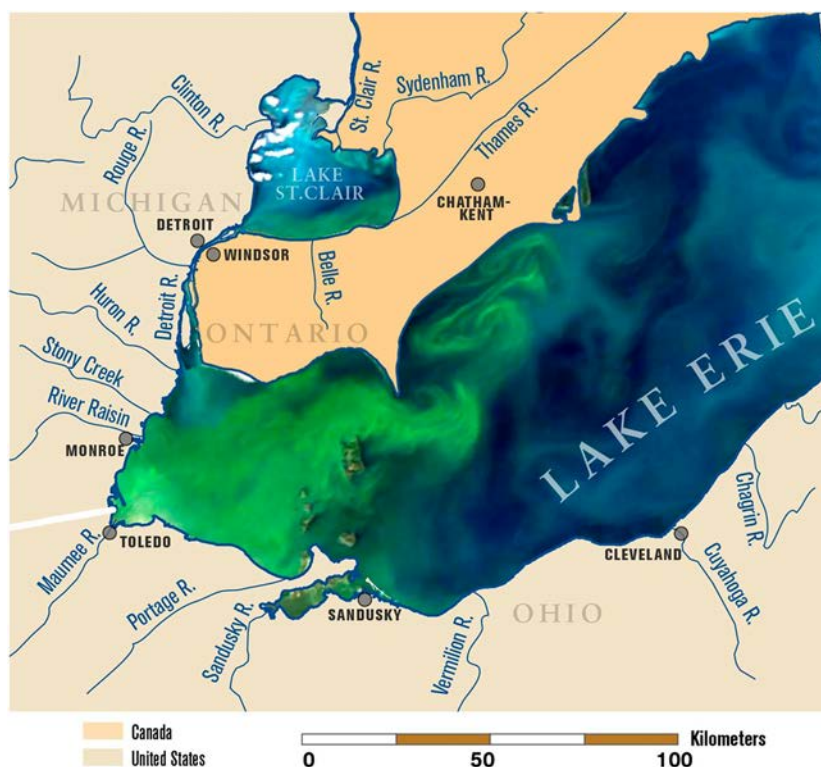 Clinton R.
St. Clair R.
Sydenham R.
Rouge R.
Thames R.
LAKE
ST.CLAIR
MICHIGAN
CHATHAM-
KENT
DETROIT
WINDSOR
Belle R.
Detroit R.
Huron R.
ONTARIO
Stony Creek
River Raisin
MONROE
LAKE ERIE
Maumee R.
TOLEDO
Portage R.
Sandusky R.
SANDUSKY
Vermilion R.
OHIO
CLEVELAND
Cuyahoga R.
Chagrin R.
Canada
United States
Kilometers
0 50 100